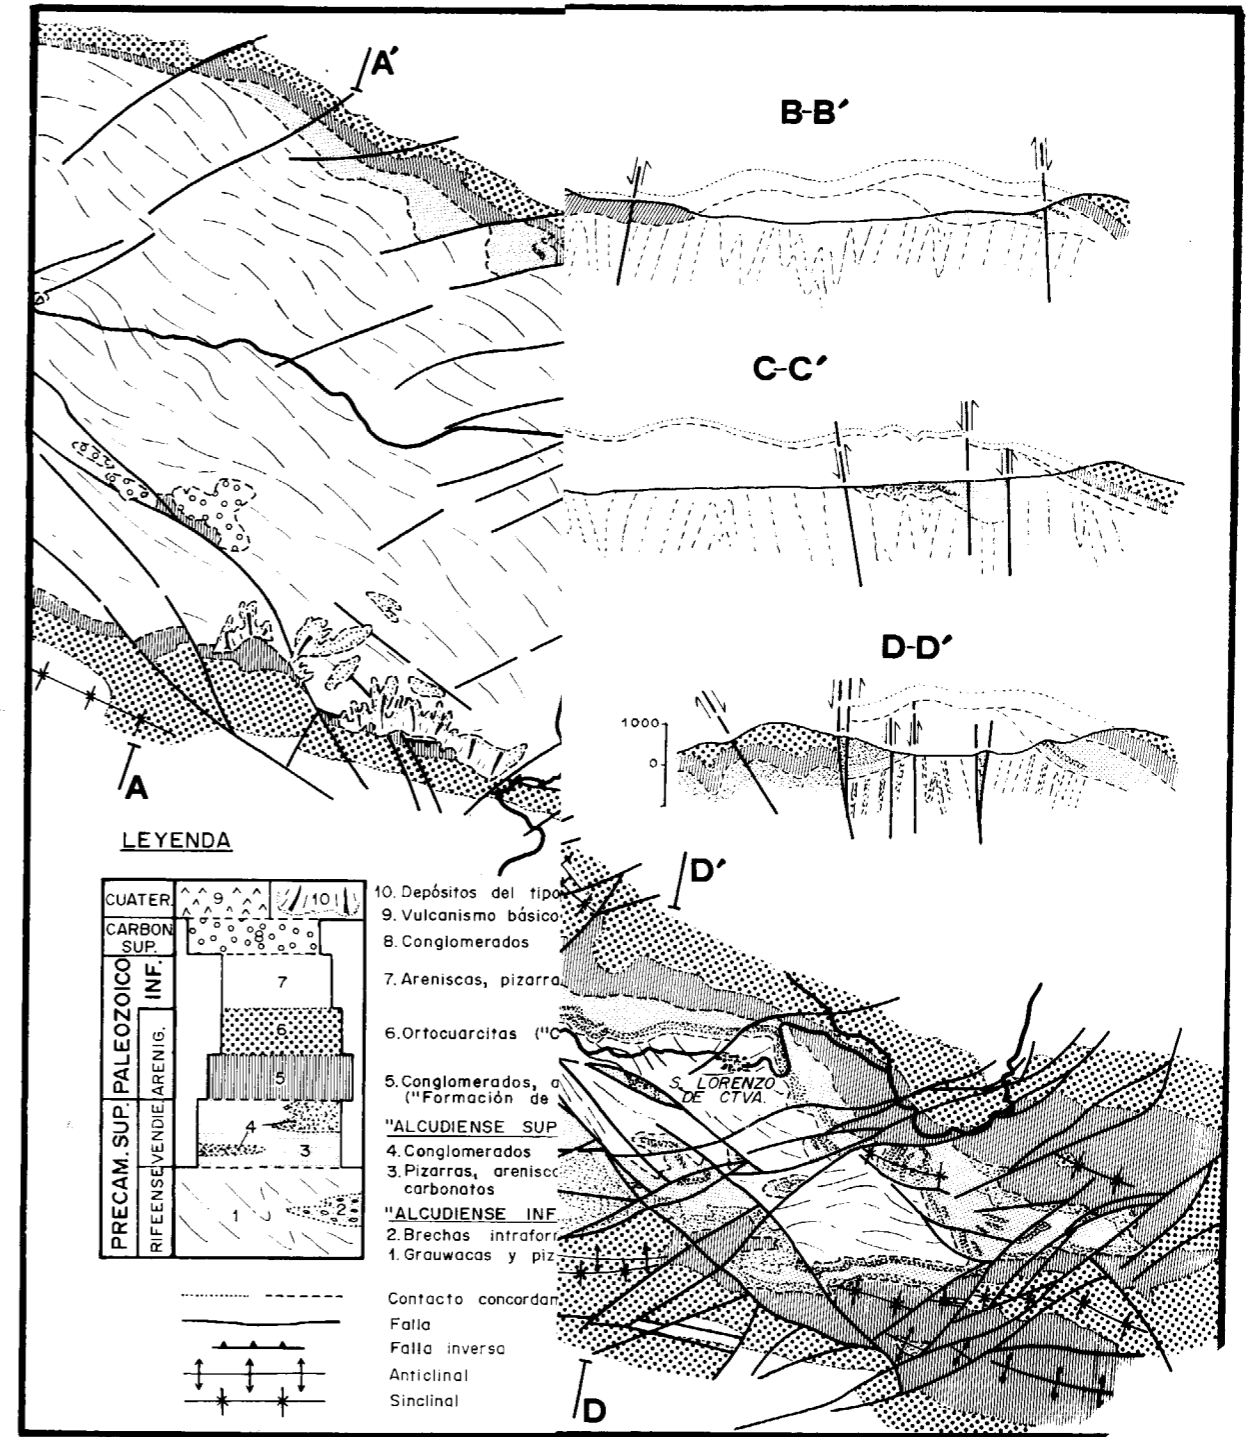 A′
B-B′
C-C′
D-D′
1000
0
A
D′
S. LORENZO
DE CTVA.
D
LEYENDA
CUATER.
9
10
CARBON
SUP.
8
PALEOZOICO
INF.
7
ARENIG.
6
5
PRECAM. SUP.
VENDIE.
4
3
RIFEENSE
1
2
10. Depósitos del tipo
9. Vulcanismo básico
8. Conglomerados
7. Areniscas, pizarra
6. Ortocuarcitas ("C
5. Conglomerados, a
("Formación de
"ALCUDIENSE SUP
4. Conglomerados
3. Pizarras, arenisc
carbonatos
"ALCUDIENSE INF
2. Brechas intrafor
1. Grauwacas y piz
Contacto concordan
Falla
Falla inversa
Anticlinal
Sinclinal